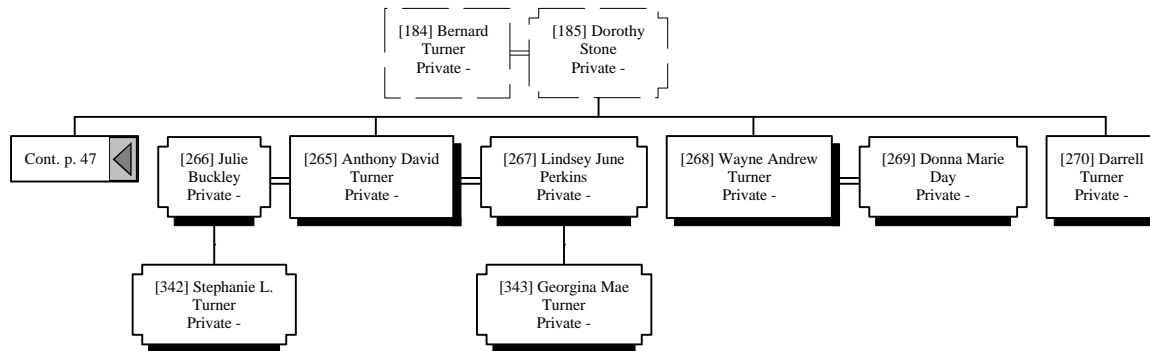 [184] Bernard
Turner
Private -
[185] Dorothy
Stone
Private -
Cont. p. 47
[266] Julie
Buckley
Private -
[265] Anthony David
Turner
Private -
[267] Lindsey June
Perkins
Private -
[268] Wayne Andrew
Turner
Private -
[269] Donna Marie
Day
Private -
[270] Darrell
Turner
Private -
[342] Stephanie L.
Turner
Private -
[343] Georgina Mae
Turner
Private -